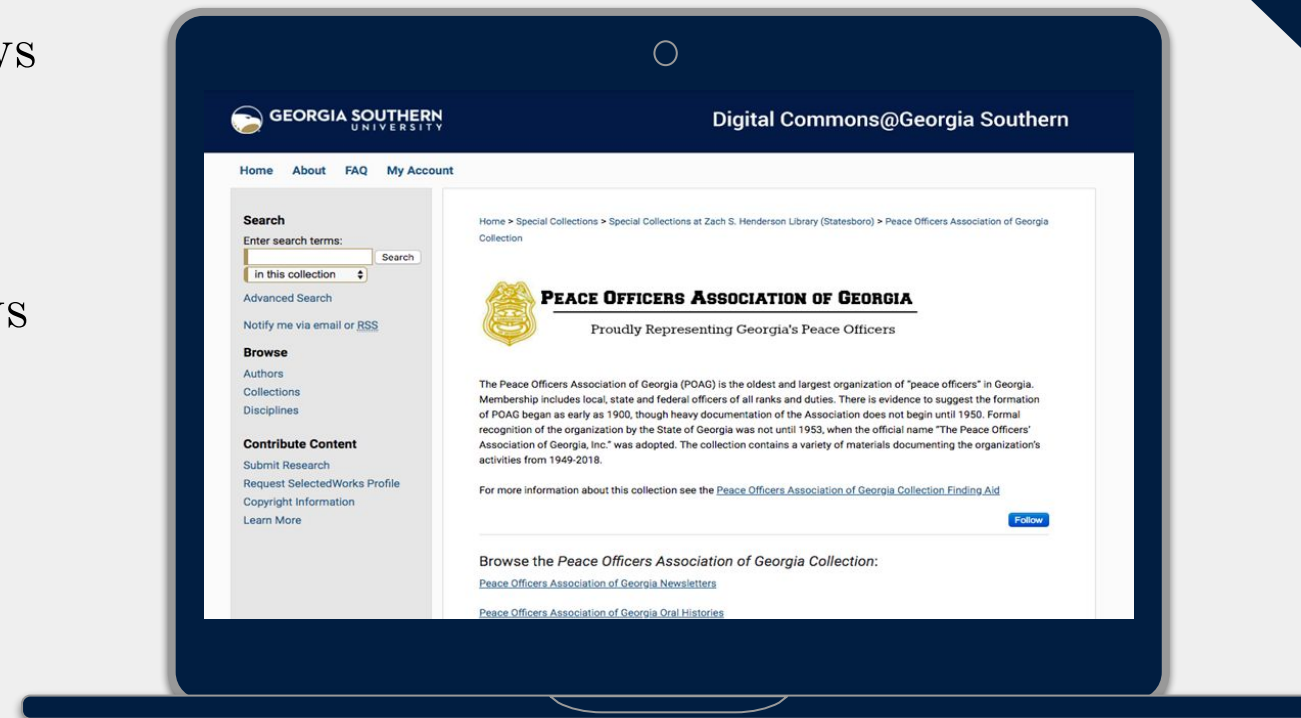 GEORGIA SOUTHERN
UNIVERSITY
Digital Commons@Georgia Southern
Home About FAQ My Account
Search
Enter search terms:
Search
in this collection
Advanced Search
Notify me via email or RSS
Browse
Authors
Collections
Disciplines
Contribute Content
Submit Research
Request SelectedWorks Profile
Copyright Information
Learn More
Home > Special Collections > Special Collections at Zach S. Henderson Library (Statesboro) > Peace Officers Association of Georgia
Collection
PEACE OFFICERS ASSOCIATION OF GEORGIA
Proudly Representing Georgia's Peace Officers
The Peace Officers Association of Georgia (POAG) is the oldest and largest organization of "peace officers" in Georgia.
Membership includes local, state and federal officers of all ranks and duties. There is evidence to suggest the formation
of POAG began as early as 1900, though heavy documentation of the Association does not begin until 1950. Formal
recognition of the organization by the State of Georgia was not until 1953, when the official name "The Peace Officers'
Association of Georgia, Inc." was adopted. The collection contains a variety of materials documenting the organization's
activities from 1949-2018.
For more information about this collection see the Peace Officers Association of Georgia Collection Finding Aid
Follow
Browse the Peace Officers Association of Georgia Collection:
Peace Officers Association of Georgia Newsletters
Peace Officers Association of Georgia Oral Histories